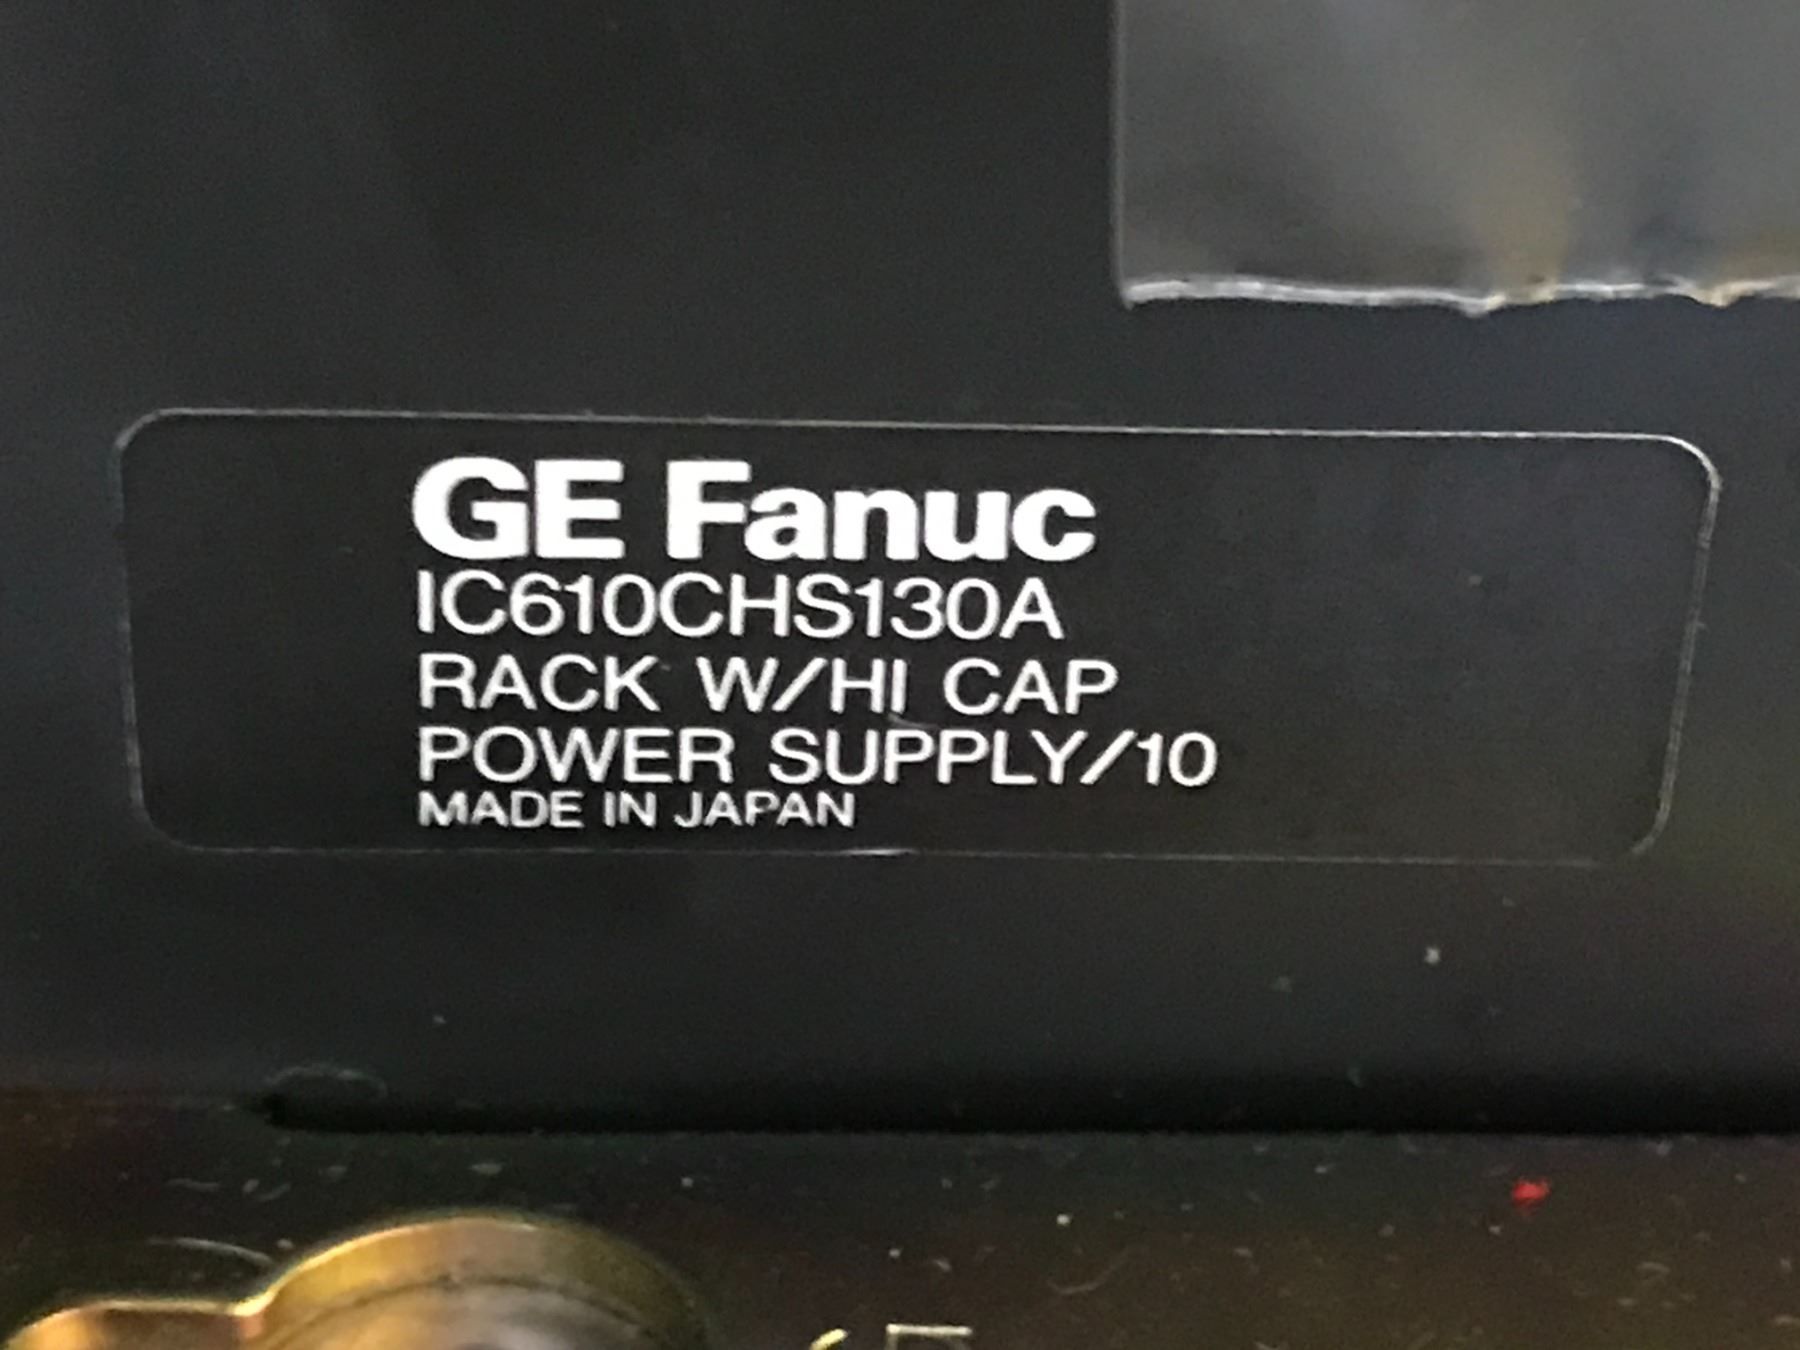 GE Fanuc
IC610CHS130A
RACK W/HI CAP
POWER SUPPLY/10
MADE IN JAPAN